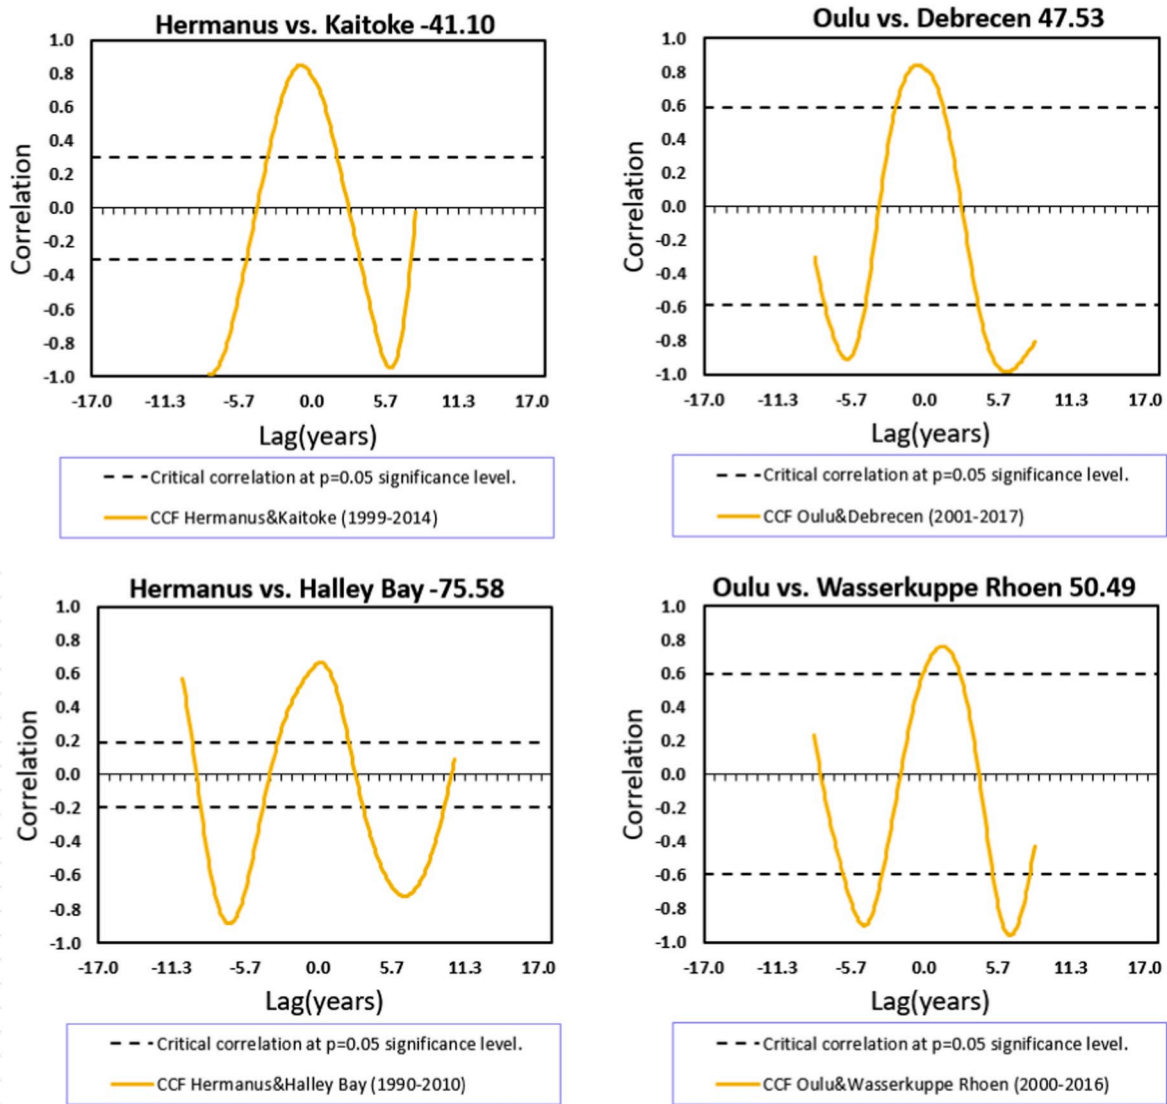 Hermanus vs. Kaitoke -41.10
1.0
0.8
0.6
0.4
0.2
0.0
-0.2
-0.4
-0.6
-0.8
-1.0
Correlation
-17.0 -11.3 -5.7 0.0 5.7 11.3 17.0
Lag(years)
Critical correlation at p=0.05 significance level.
CCF Hermanus&Kaitoke (1999-2014)
Oulu vs. Debrecen 47.53
1.0
0.8
0.6
0.4
0.2
0.0
-0.2
-0.4
-0.6
-0.8
-1.0
Correlation
-17.0 -11.3 -5.7 0.0 5.7 11.3 17.0
Lag(years)
Critical correlation at p=0.05 significance level.
CCF Oulu&Debrecen (2001-2017)
Hermanus vs. Halley Bay -75.58
1.0
0.8
0.6
0.4
0.2
0.0
-0.2
-0.4
-0.6
-0.8
-1.0
Correlation
-17.0 -11.3 -5.7 0.0 5.7 11.3 17.0
Lag(years)
Critical correlation at p=0.05 significance level.
CCF Hermanus&Halley Bay (1990-2010)
Oulu vs. Wasserkuppe Rhoen 50.49
1.0
0.8
0.6
0.4
0.2
0.0
-0.2
-0.4
-0.6
-0.8
-1.0
Correlation
-17.0 -11.3 -5.7 0.0 5.7 11.3 17.0
Lag(years)
Critical correlation at p=0.05 significance level.
CCF Oulu&Wasserkuppe Rhoen (2000-2016)